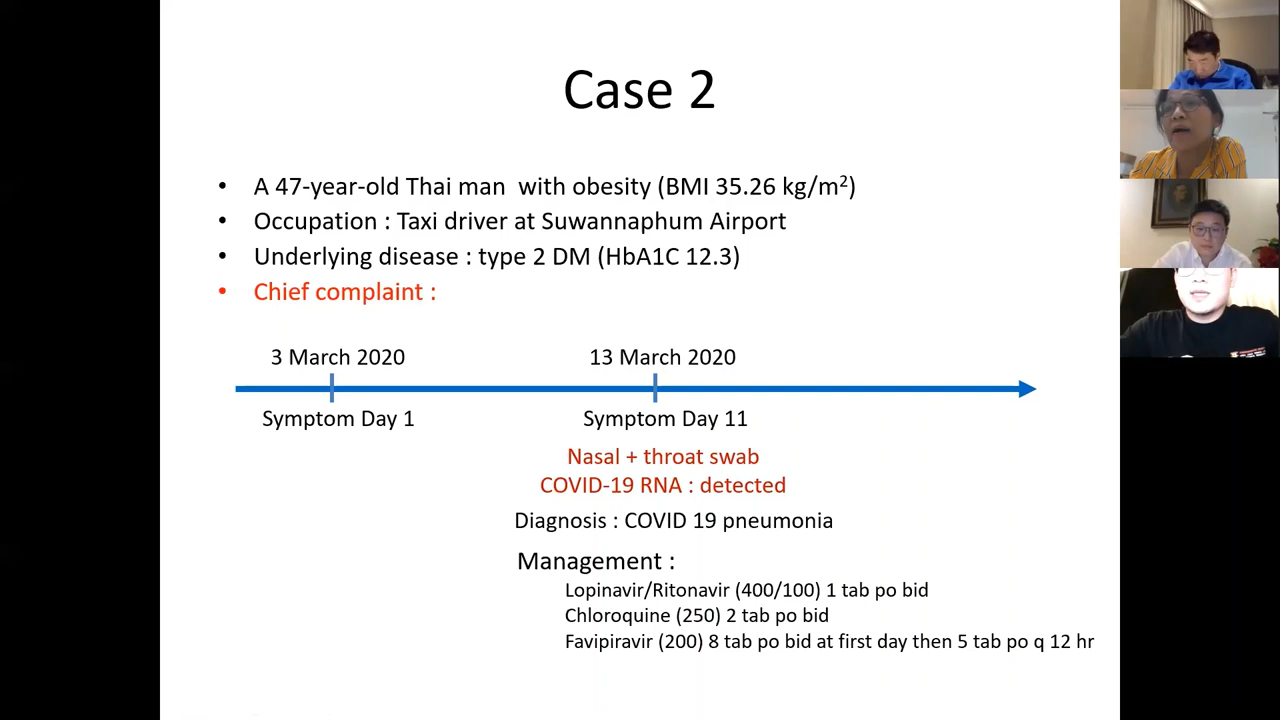 Case 2
• A 47-year-old Thai man with obesity (BMI 35.26 kg/m²)
• Occupation : Taxi driver at Suwannaphum Airport
• Underlying disease : type 2 DM (HbA1C 12.3)
• Chief complaint :
3 March 2020
13 March 2020
Symptom Day 1
Symptom Day 11
Nasal + throat swab
COVID-19 RNA : detected
Diagnosis : COVID 19 pneumonia
Management :
Lopinavir/Ritonavir (400/100) 1 tab po bid
Chloroquine (250) 2 tab po bid
Favipiravir (200) 8 tab po bid at first day then 5 tab po q 12 hr